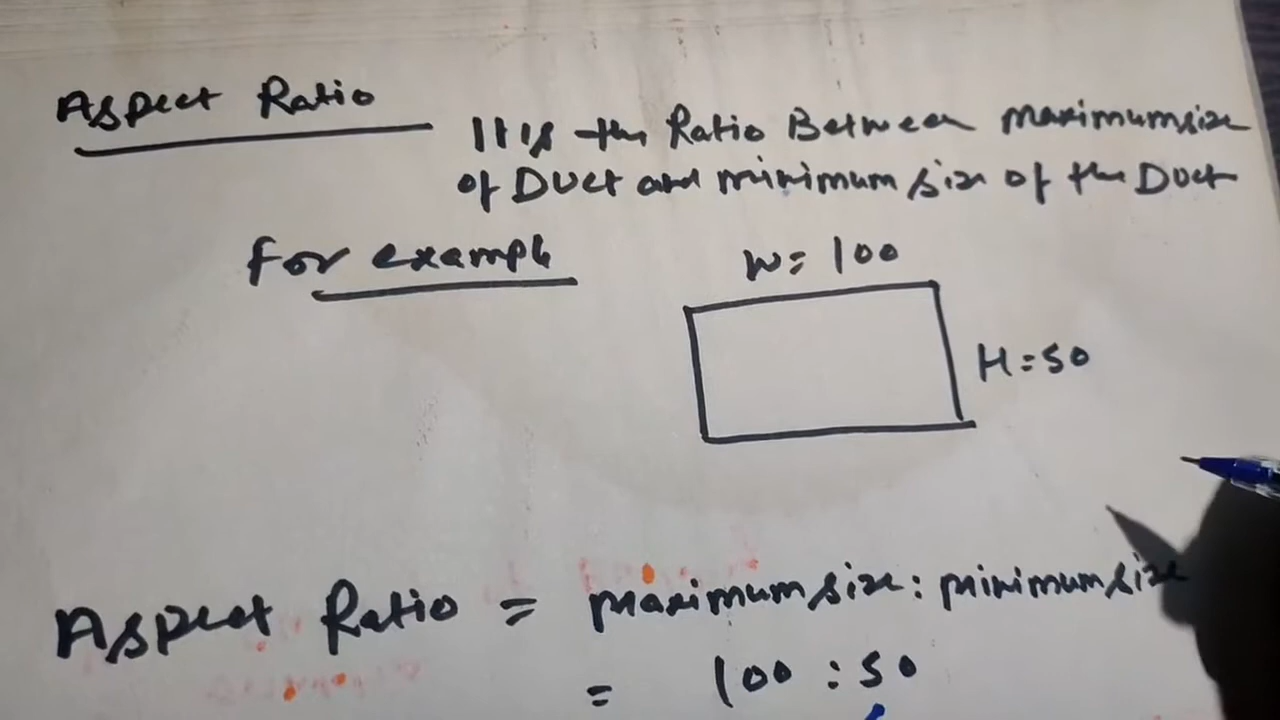 Aspect Ratio
It is the Ratio Between maximum size
of Duct and minimum size of the Duct
For example
W = 100
H = 50
Aspect Ratio = maximum size : minimum size
= 100 : 50